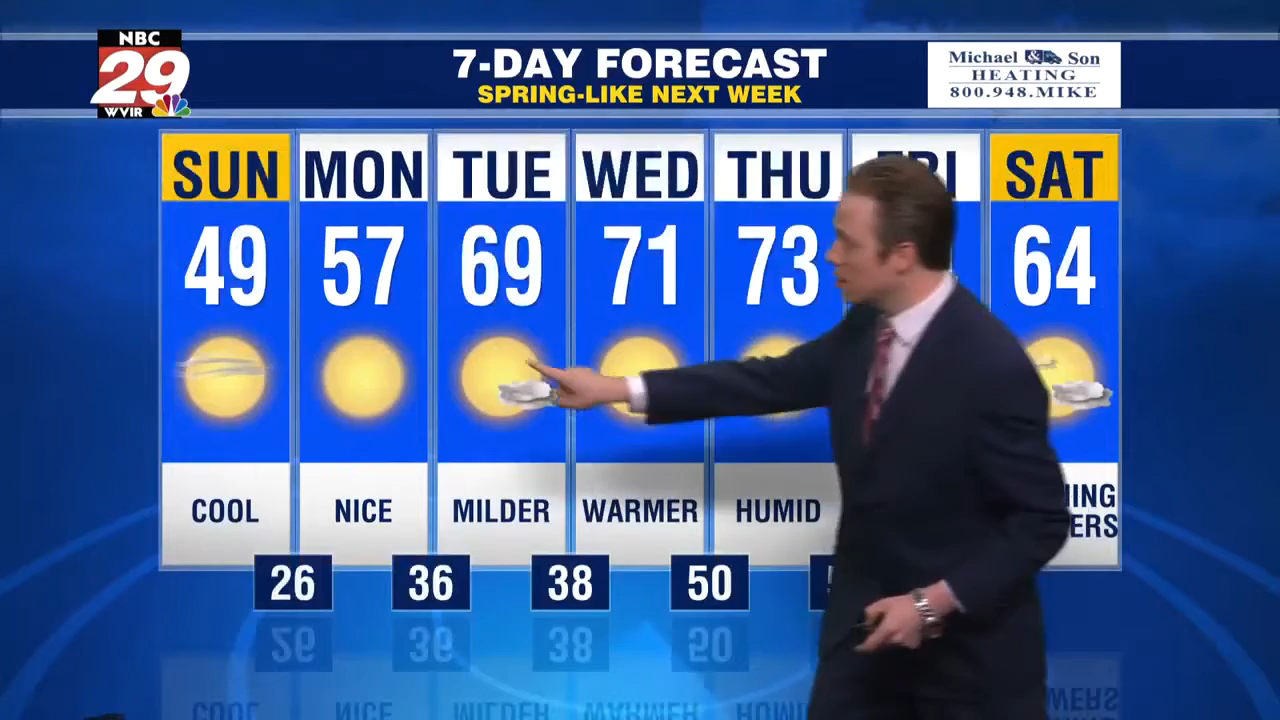 NBC
29
WVIR
7-DAY FORECAST
SPRING-LIKE NEXT WEEK
Michael & Son
HEATING
800.948.MIKE
SUN MON TUE WED THU FRI SAT
49 57 69 71 73 64
COOL NICE MILDER WARMER HUMID
26 36 38 50